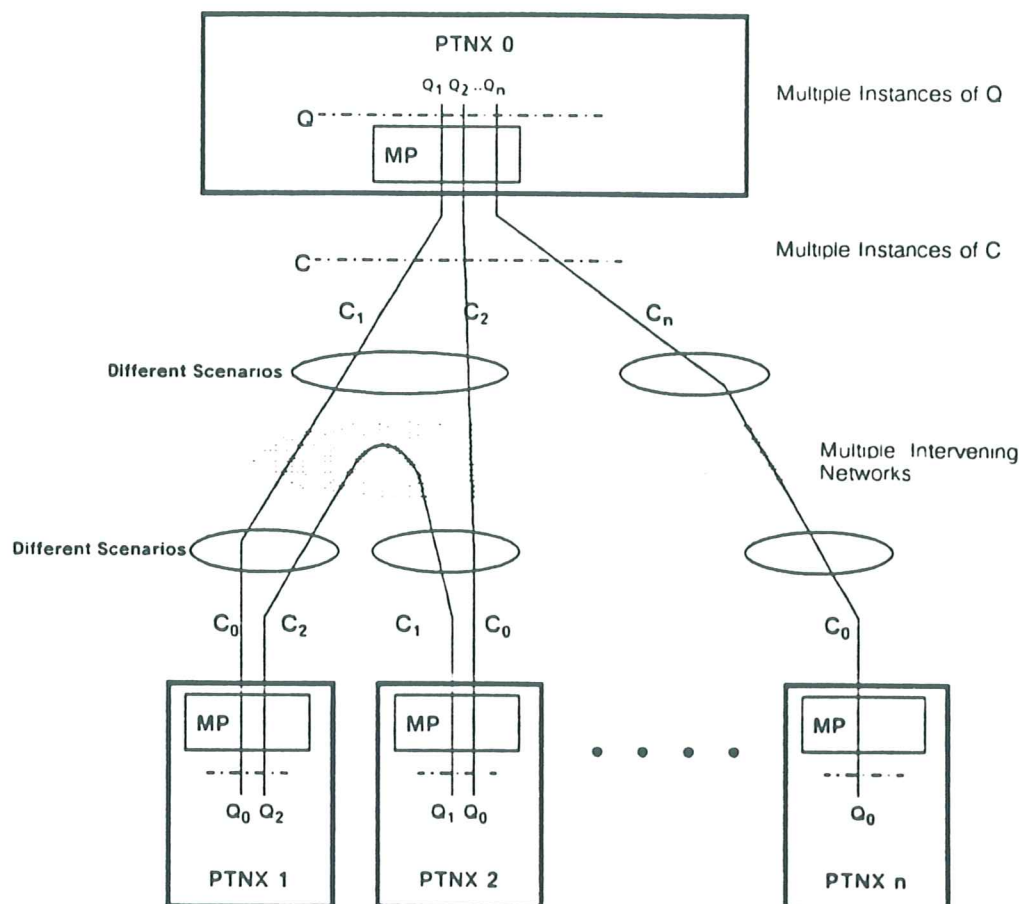 PTNX 0
Q1 Q2 ..Qn
Multiple Instances of Q
Q
MP
Multiple Instances of C
C
C1
C2
Cn
Different Scenarios
Multiple Intervening
Networks
Different Scenarios
C0
C2
C1
C0
C0
MP
MP
MP
Q0 Q2
Q1 Q0
Q0
PTNX 1
PTNX 2
PTNX n